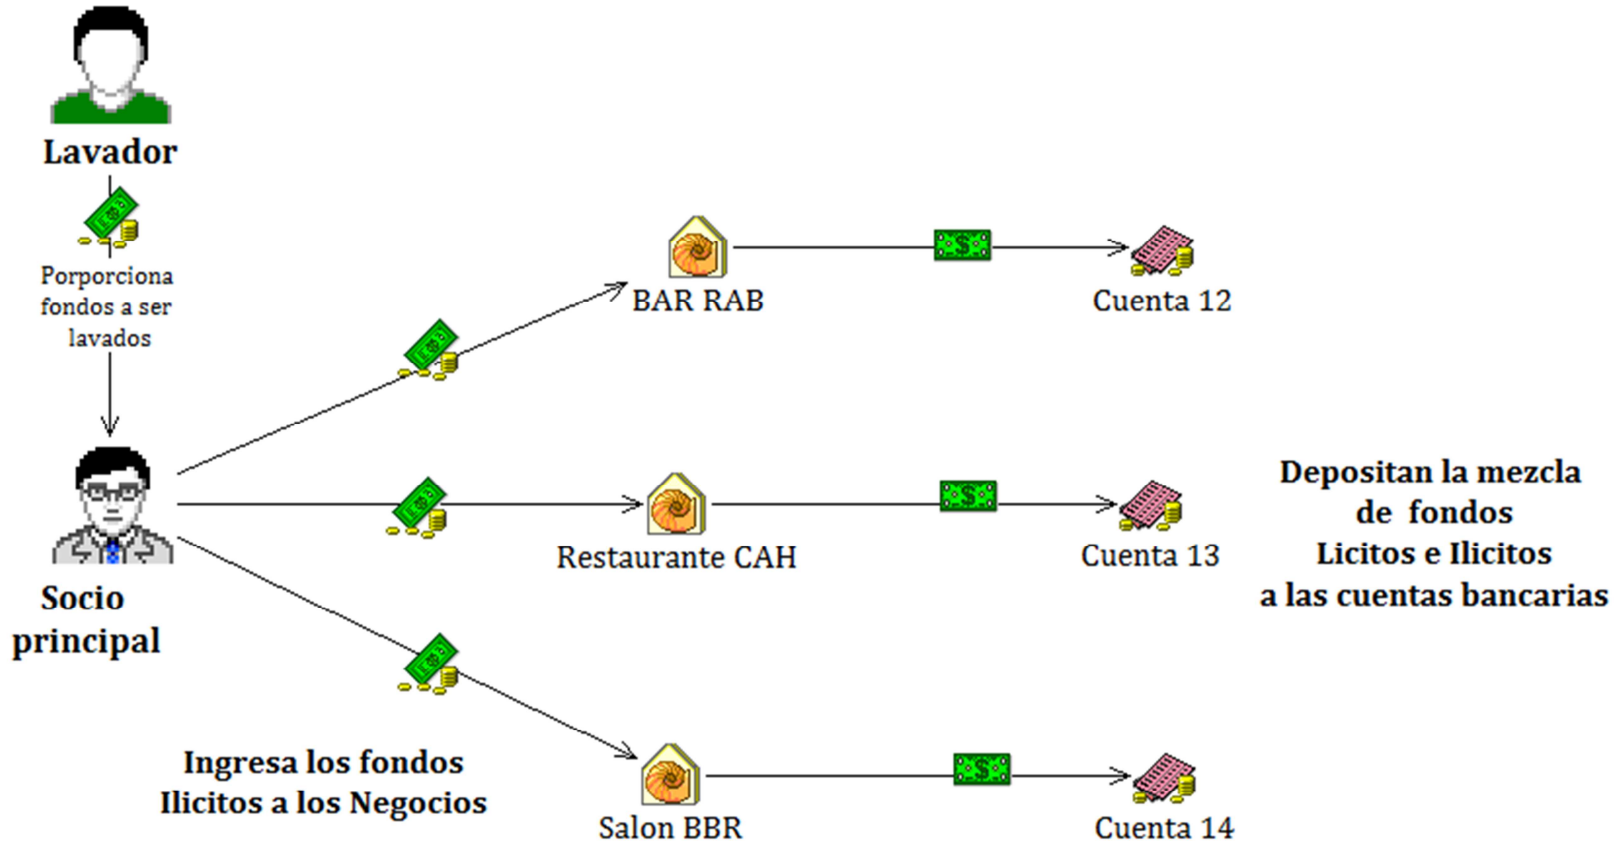 Lavador
Porporciona
fondos a ser
lavados
Socio
principal
BAR RAB
Cuenta 12
Restaurante CAH
Cuenta 13
Salon BBR
Cuenta 14
Ingresa los fondos
Ilicitos a los Negocios
Depositan la mezcla
de fondos
Licitos e Ilicitos
a las cuentas bancarias